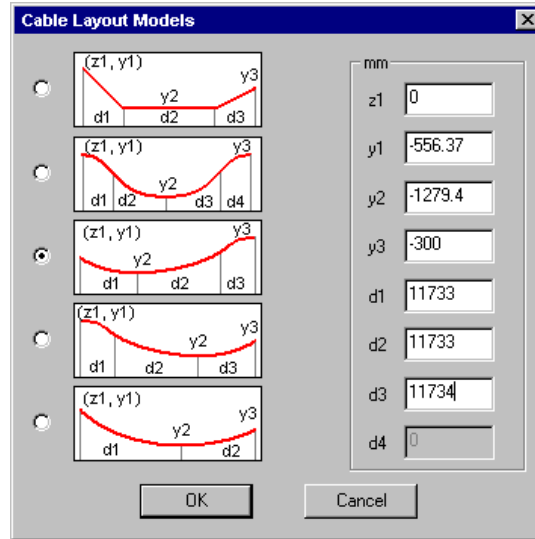 Cable Layout Models
(z1, y1)
y3
y2
d1 d2 d3
(z1, y1)
y3
y2
d1 d2 d3 d4
(z1, y1)
y3
y2
d1 d2 d3
(z1, y1)
y2 y3
d1 d2 d3
(z1, y1)
y3
y2
d1 d2
mm
z1 0
y1 -556.37
y2 -1279.4
y3 -300
d1 11733
d2 11733
d3 11734
d4 0
OK Cancel